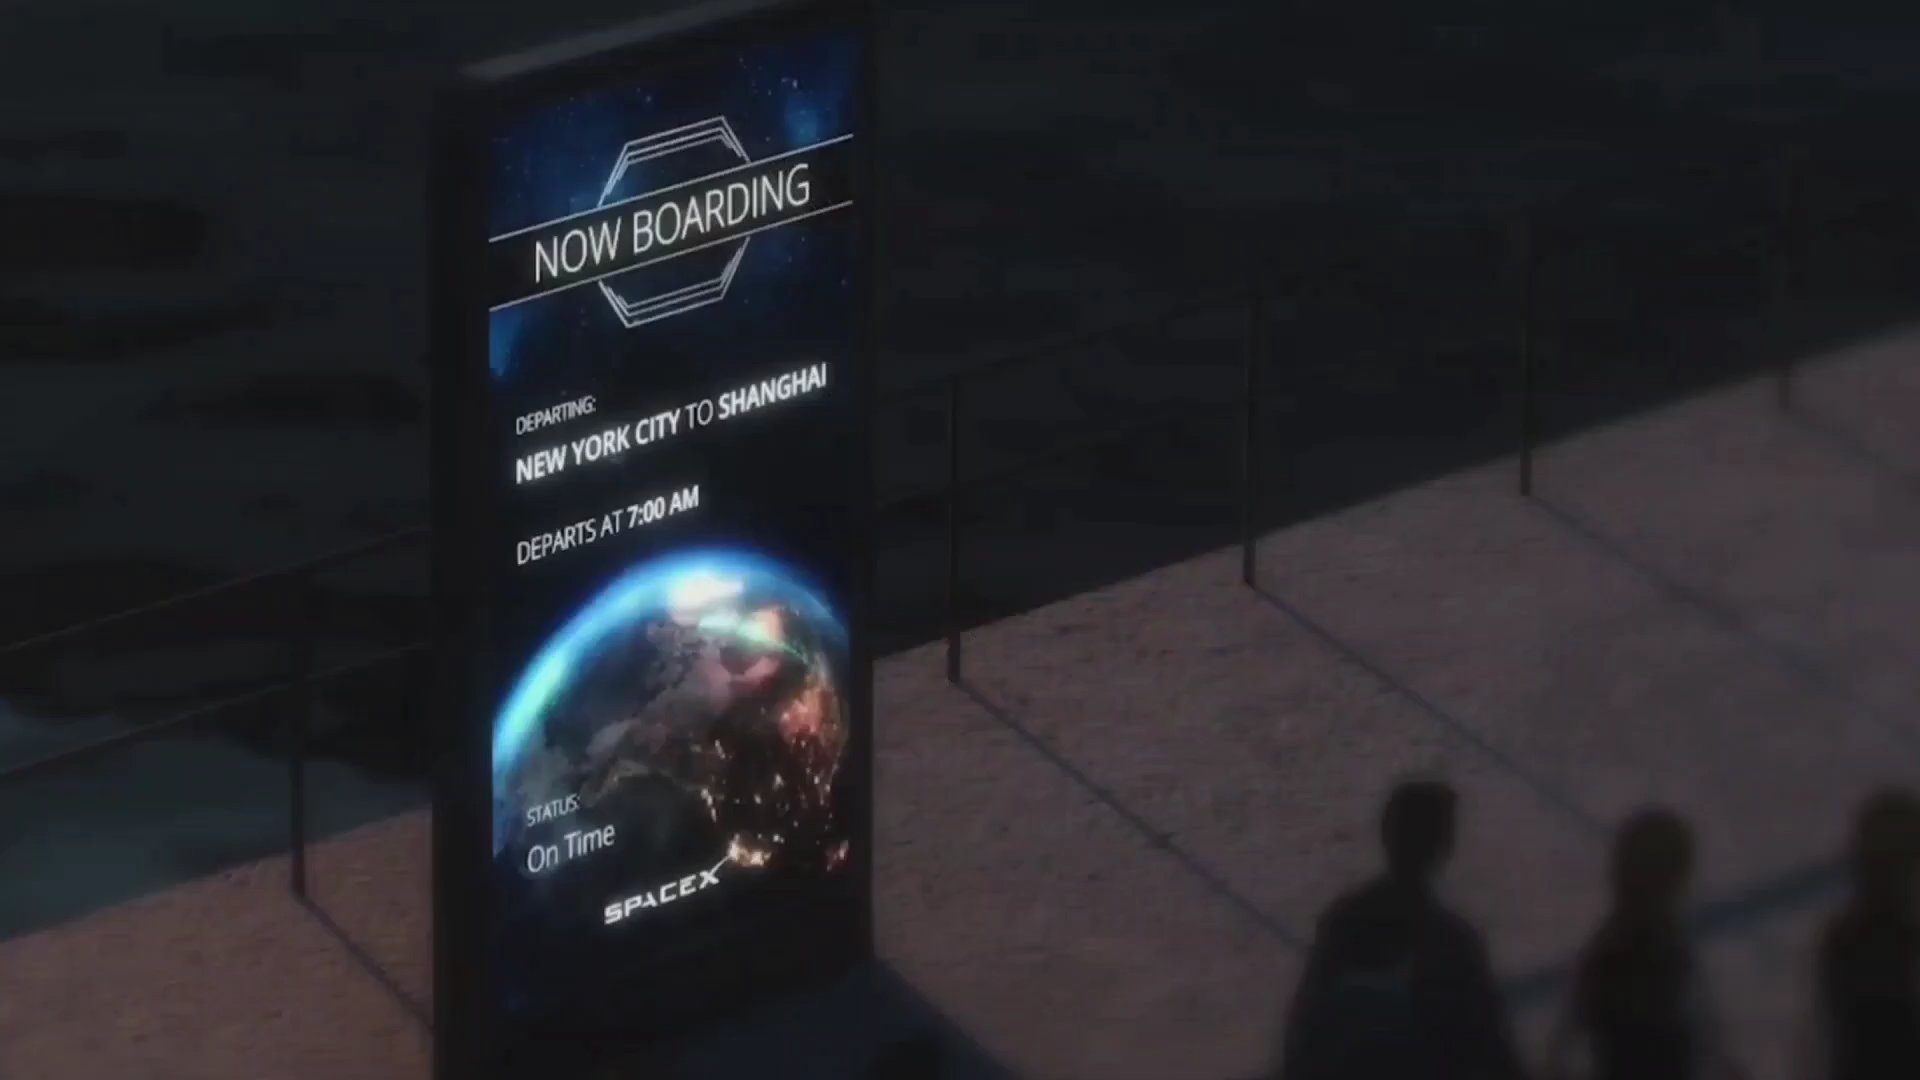 NOW BOARDING
DEPARTING:
NEW YORK CITY TO SHANGHAI
DEPARTS AT 7:00 AM
STATUS:
On Time
SPACEX